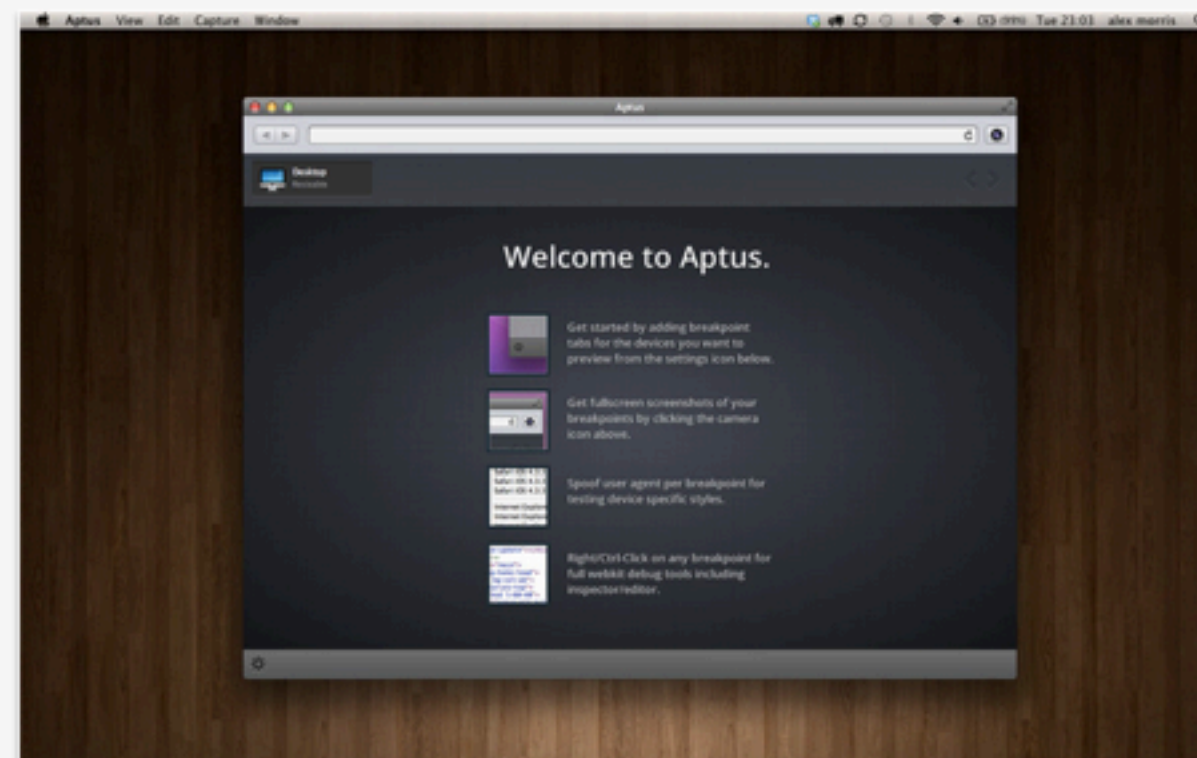 Aptus View Edit Capture Window
Tue 23:03 alex morris
Aptus
Desktop
Resizable
Welcome to Aptus.
Get started by adding breakpoint
tabs for the devices you want to
preview from the settings icon below.
Get fullscreen screenshots of your
breakpoints by clicking the camera
icon above.
Spoof user agent per breakpoint for
testing device specific styles.
Right/Ctrl-Click on any breakpoint for
full webkit debug tools including
inspector/editor.